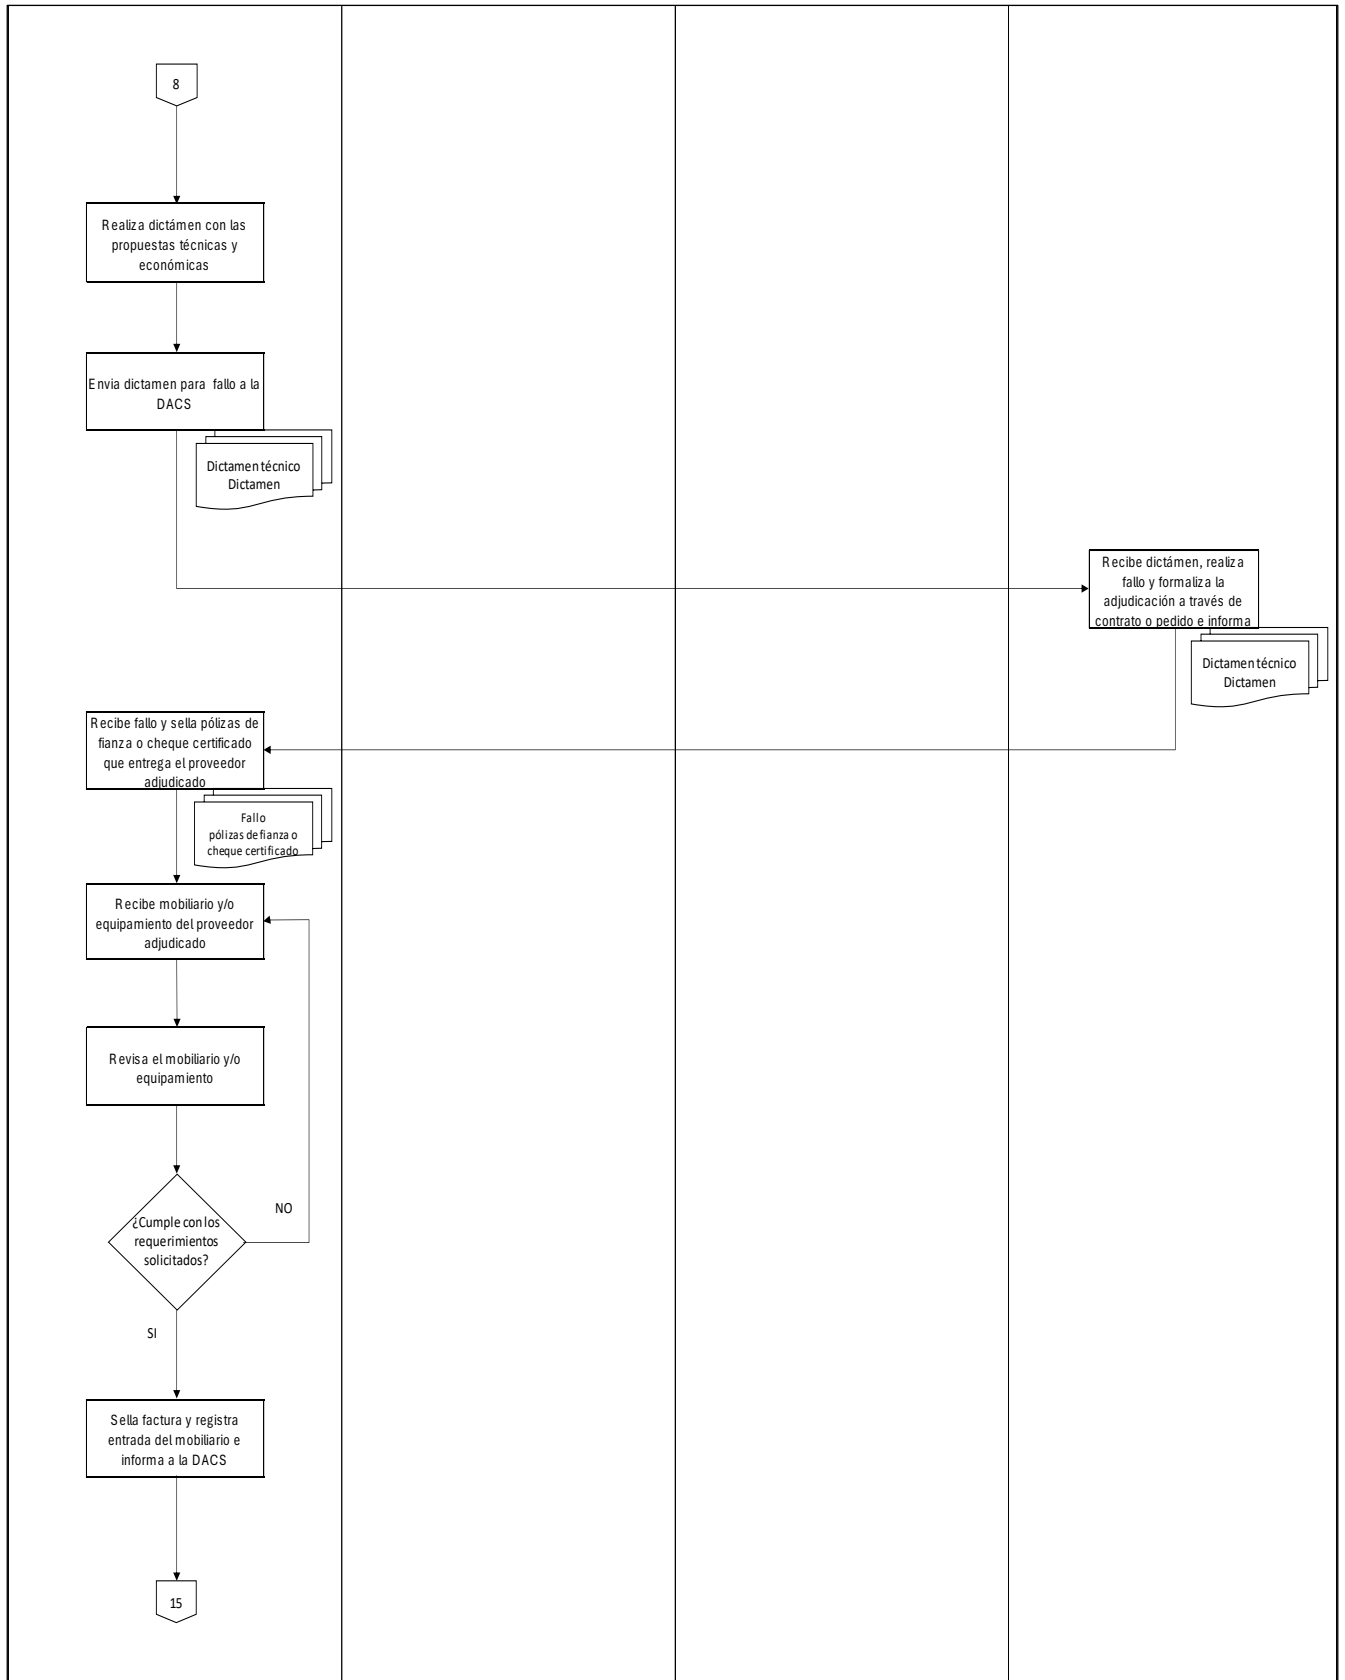 8
Realiza dictámen con las
propuestas técnicas y
económicas
Envia dictamen para fallo a la
DACS
Dictamen técnico
Dictamen
Recibe dictámen, realiza
fallo y formaliza la
adjudicación a través de
contrato o pedido e informa
Dictamen técnico
Dictamen
Recibe fallo y sella pólizas de
fianza o cheque certificado
que entrega el proveedor
adjudicado
Fallo
pólizas de fianza o
cheque certificado
Recibe mobiliario y/o
equipamiento del proveedor
adjudicado
Revisa el mobiliario y/o
equipamiento
NO
¿Cumple con los
requerimientos
solicitados?
SI
Sella factura y registra
entrada del mobiliario e
informa a la DACS
15